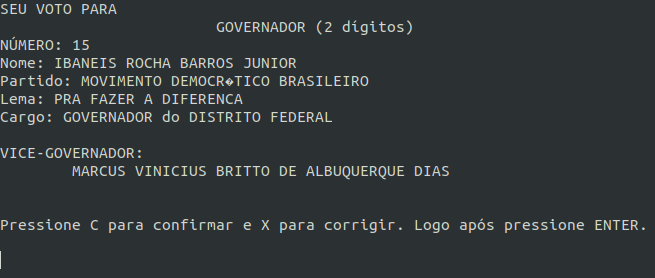 SEU VOTO PARA
GOVERNADOR (2 dígitos)
NÚMERO: 15
Nome: IBANEIS ROCHA BARROS JUNIOR
Partido: MOVIMENTO DEMOCR�TICO BRASILEIRO
Lema: PRA FAZER A DIFERENCA
Cargo: GOVERNADOR do DISTRITO FEDERAL
VICE-GOVERNADOR:
MARCUS VINICIUS BRITTO DE ALBUQUERQUE DIAS
Pressione C para confirmar e X para corrigir. Logo após pressione ENTER.